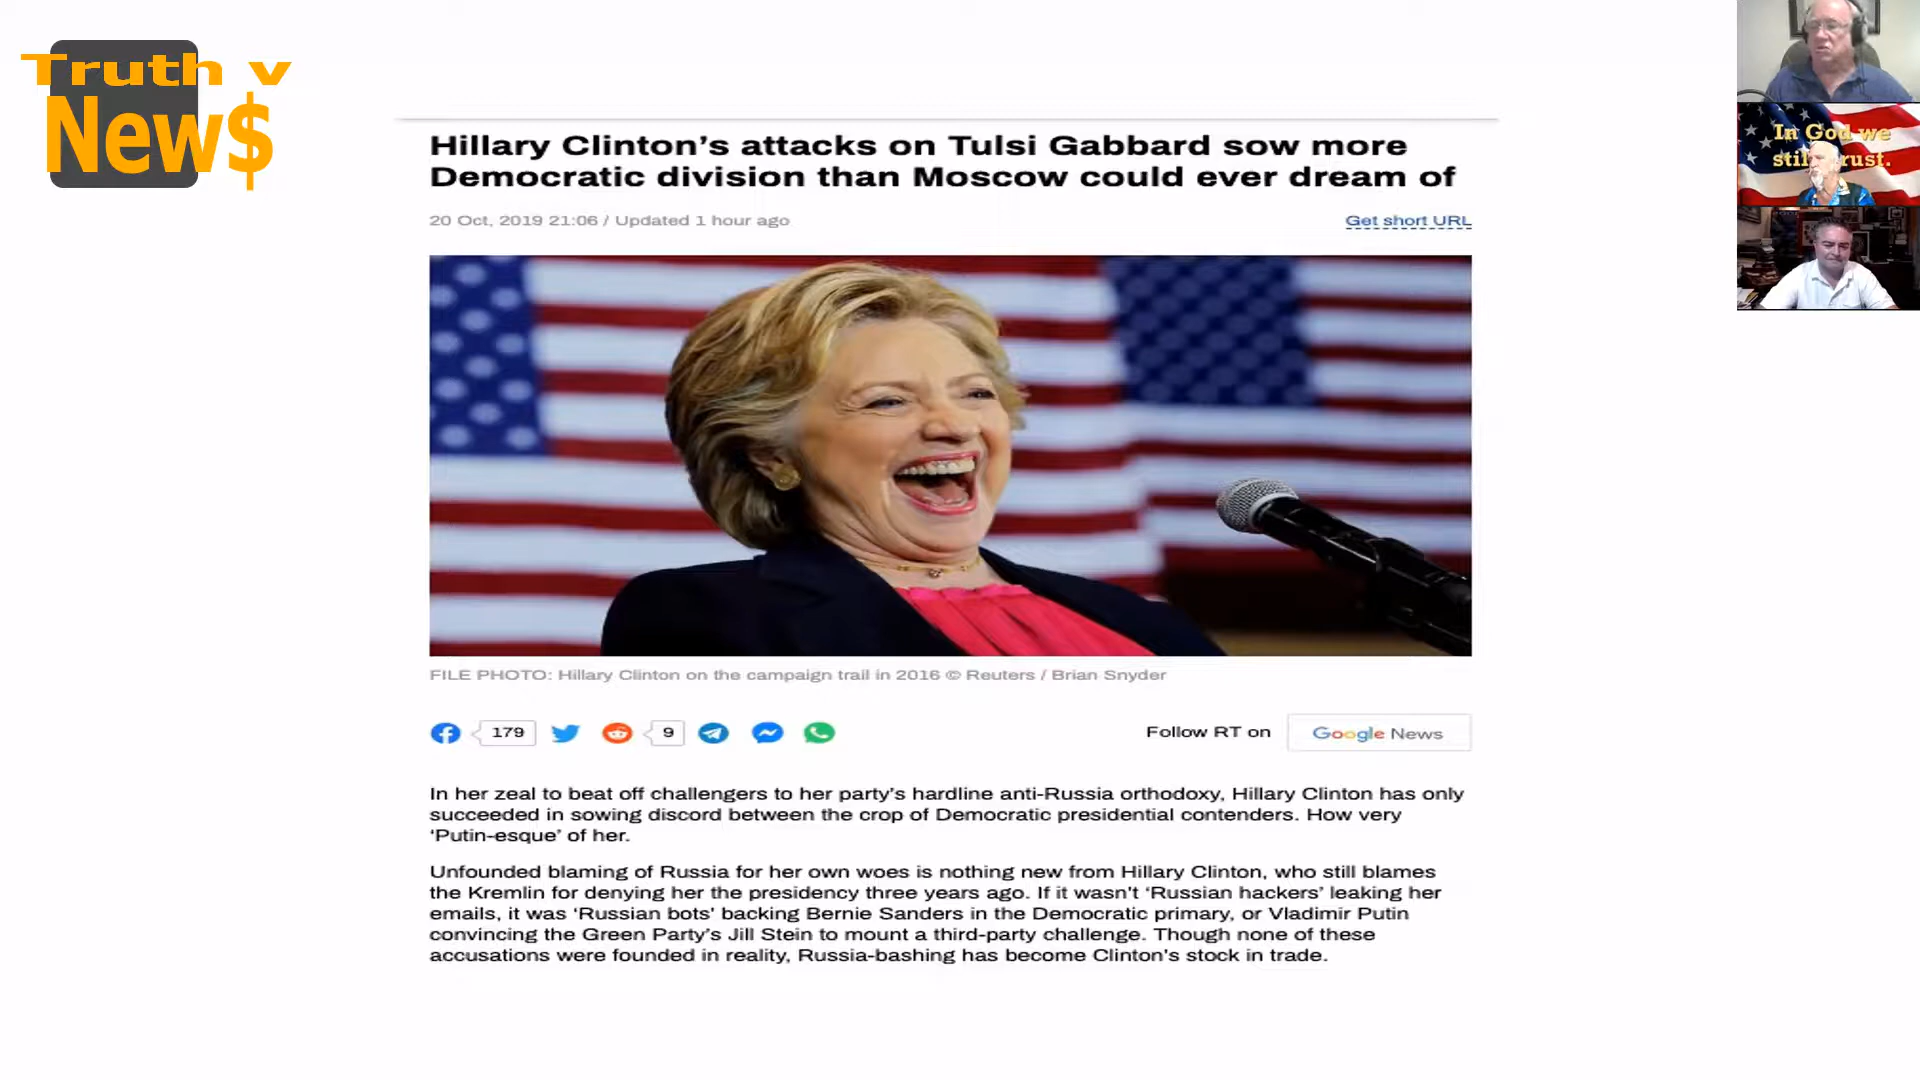 Truth v
New$
In God we
still trust.
Hillary Clinton’s attacks on Tulsi Gabbard sow more
Democratic division than Moscow could ever dream of
20 Oct, 2019 21:06 / Updated 1 hour ago
Get short URL
FILE PHOTO: Hillary Clinton on the campaign trail in 2016 © Reuters / Brian Snyder
179
9
Follow RT on
Google News
In her zeal to beat off challengers to her party’s hardline anti-Russia orthodoxy, Hillary Clinton has only
succeeded in sowing discord between the crop of Democratic presidential contenders. How very
‘Putin-esque’ of her.
Unfounded blaming of Russia for her own woes is nothing new from Hillary Clinton, who still blames
the Kremlin for denying her the presidency three years ago. If it wasn't ‘Russian hackers’ leaking her
emails, it was ‘Russian bots’ backing Bernie Sanders in the Democratic primary, or Vladimir Putin
convincing the Green Party’s Jill Stein to mount a third-party challenge. Though none of these
accusations were founded in reality, Russia-bashing has become Clinton’s stock in trade.